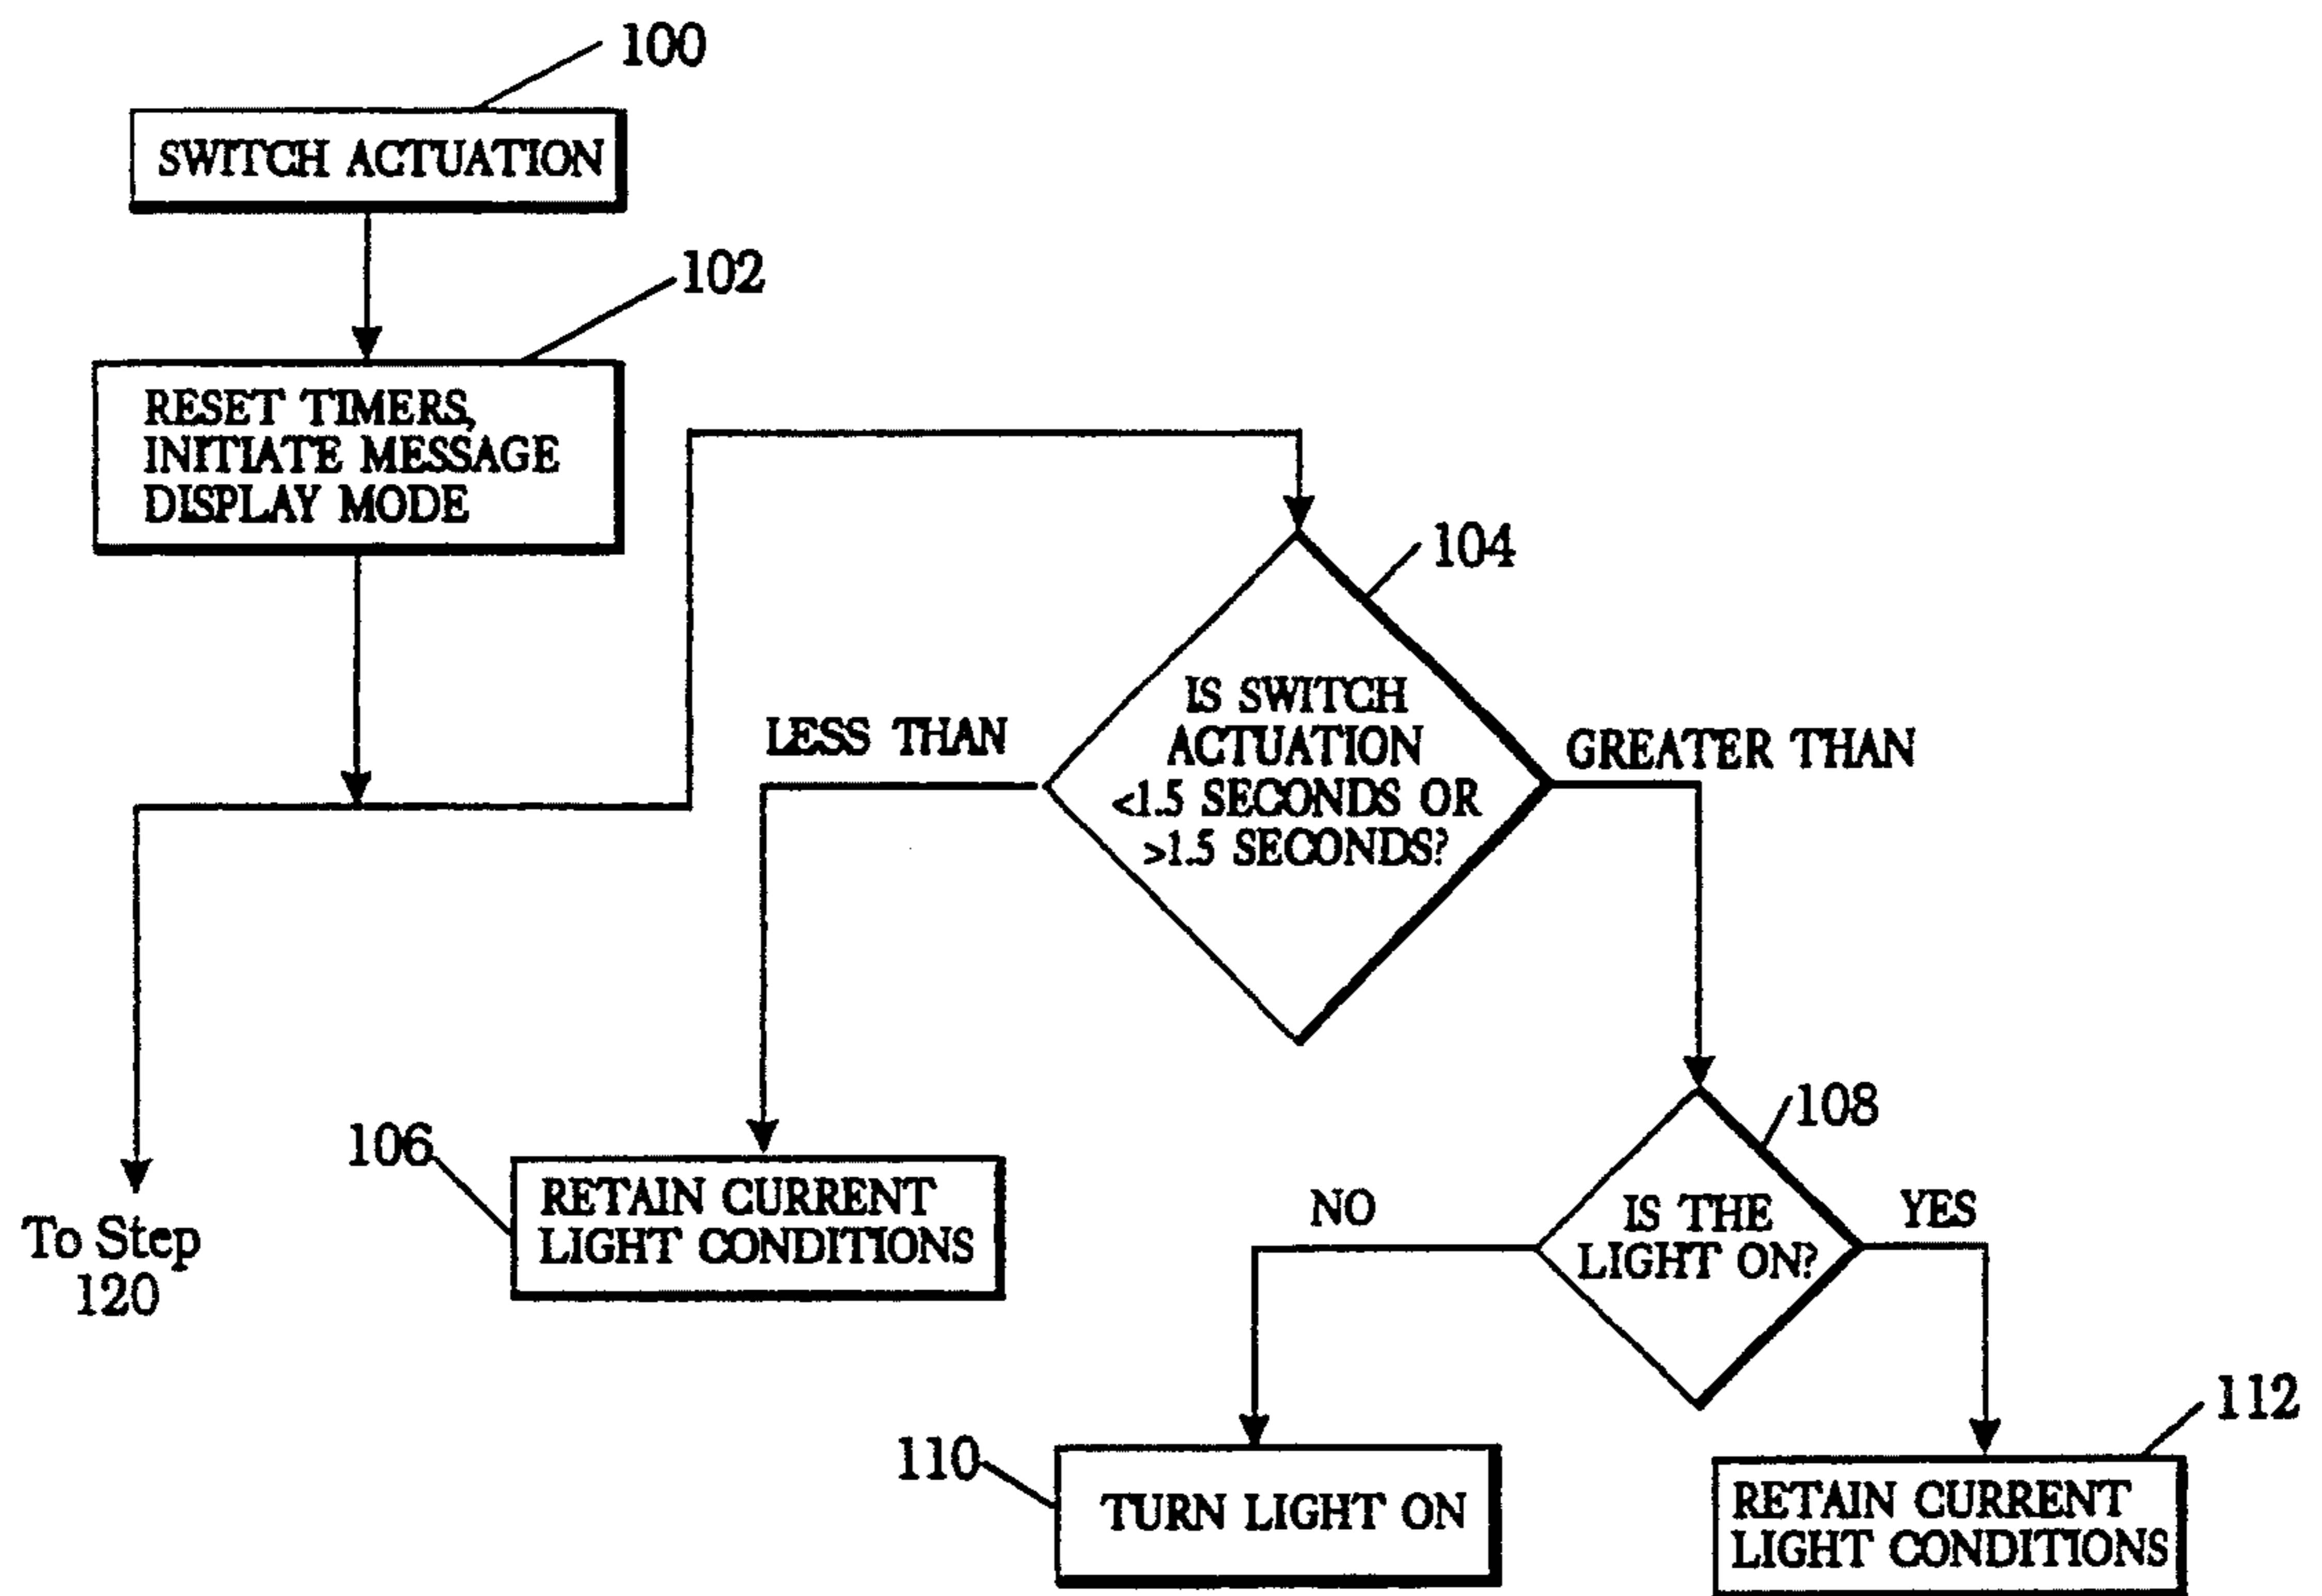 100
SWITCH ACTUATION
102
RESET TIMERS,
INITIATE MESSAGE
DISPLAY MODE
104
IS SWITCH
ACTUATION
<1.5 SECONDS OR
>1.5 SECONDS?
LESS THAN
GREATER THAN
To Step
120
106
RETAIN CURRENT
LIGHT CONDITIONS
108
IS THE
LIGHT ON?
NO
YES
110
TURN LIGHT ON
112
RETAIN CURRENT
LIGHT CONDITIONS